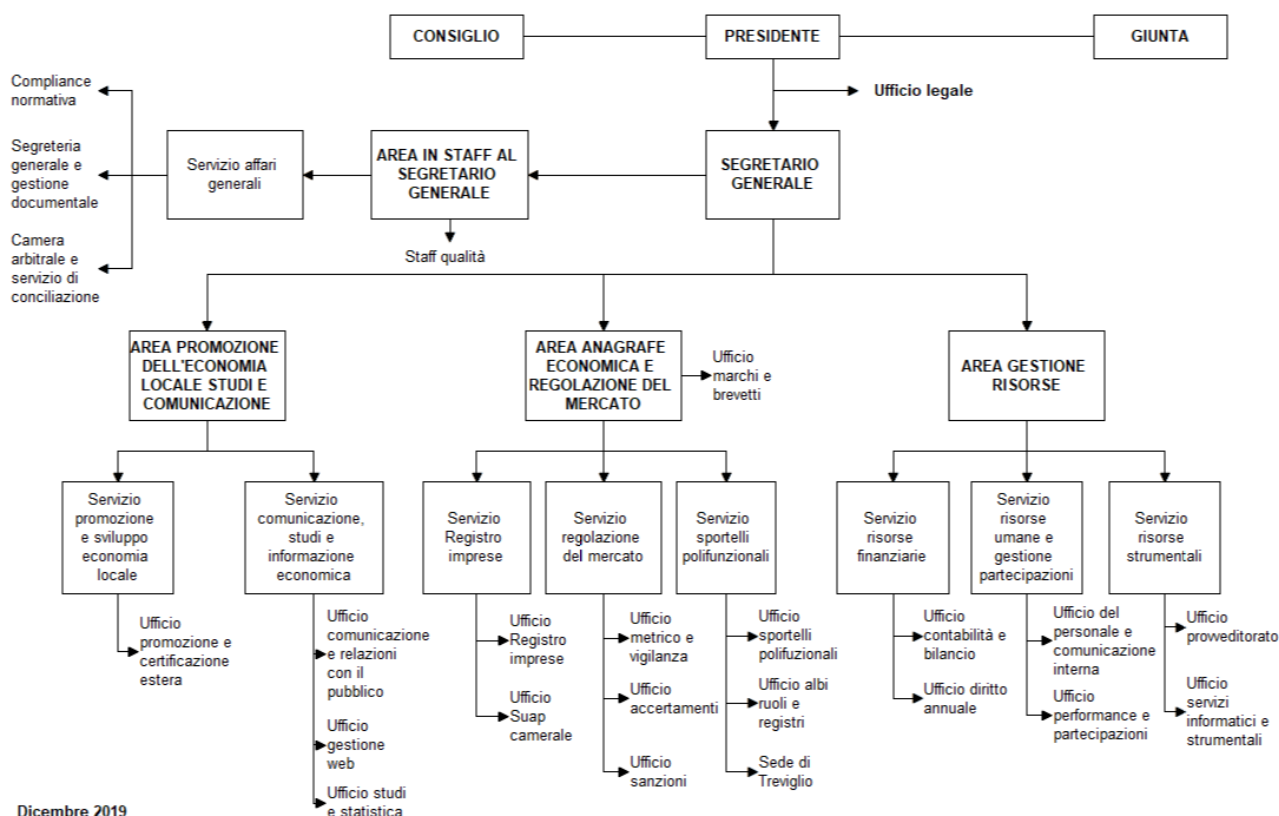 CONSIGLIO
PRESIDENTE
GIUNTA
Ufficio legale
Compliance
normativa
Segreteria
generale e
gestione
documentale
Camera
arbitrale e
servizio di
conciliazione
Servizio affari
generali
AREA IN STAFF AL
SEGRETARIO
GENERALE
SEGRETARIO
GENERALE
Staff qualità
AREA PROMOZIONE
DELL'ECONOMIA
LOCALE STUDI E
COMUNICAZIONE
AREA ANAGRAFE
ECONOMICA E
REGOLAZIONE DEL
MERCATO
Ufficio
marchi e
brevetti
AREA GESTIONE
RISORSE
Servizio
promozione
e sviluppo
economia
locale
Servizio
comunicazione,
studi e
informazione
economica
Servizio
Registro
imprese
Servizio
regolazione
del mercato
Servizio
sportelli
polifunzionali
Servizio
risorse
finanziarie
Servizio
risorse
umane e
gestione
partecipazioni
Servizio
risorse
strumentali
Ufficio
promozione e
certificazione
estera
Ufficio
comunicazione
e relazioni
con il
pubblico
Ufficio
gestione
web
Ufficio studi
e statistica
Ufficio
Registro
imprese
Ufficio
Suap
camerale
Ufficio
metrico e
vigilanza
Ufficio
accertamenti
Ufficio
sanzioni
Ufficio
sportelli
polifuzionali
Ufficio albi
ruoli e
registri
Sede di
Treviglio
Ufficio
contabilità e
bilancio
Ufficio diritto
annuale
Ufficio del
personale e
comunicazione
interna
Ufficio
performance e
partecipazioni
Ufficio
provveditorato
Ufficio
servizi
informatici e
strumentali
Dicembre 2019